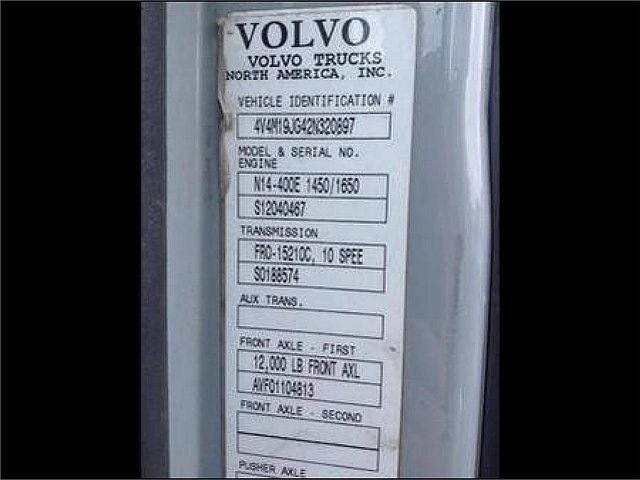 VOLVO
VOLVO TRUCKS
NORTH AMERICA, INC.
VEHICLE IDENTIFICATION #
4V4M19JG42N320897
MODEL & SERIAL NO.
ENGINE
N14-400E 1450/1650
S12040467
TRANSMISSION
FRO-15210C, 10 SPEE
S0188574
AUX TRANS.
FRONT AXLE - FIRST
12,000 LB FRONT AXL
AVF01104813
FRONT AXLE - SECOND
PUSHER AXLE